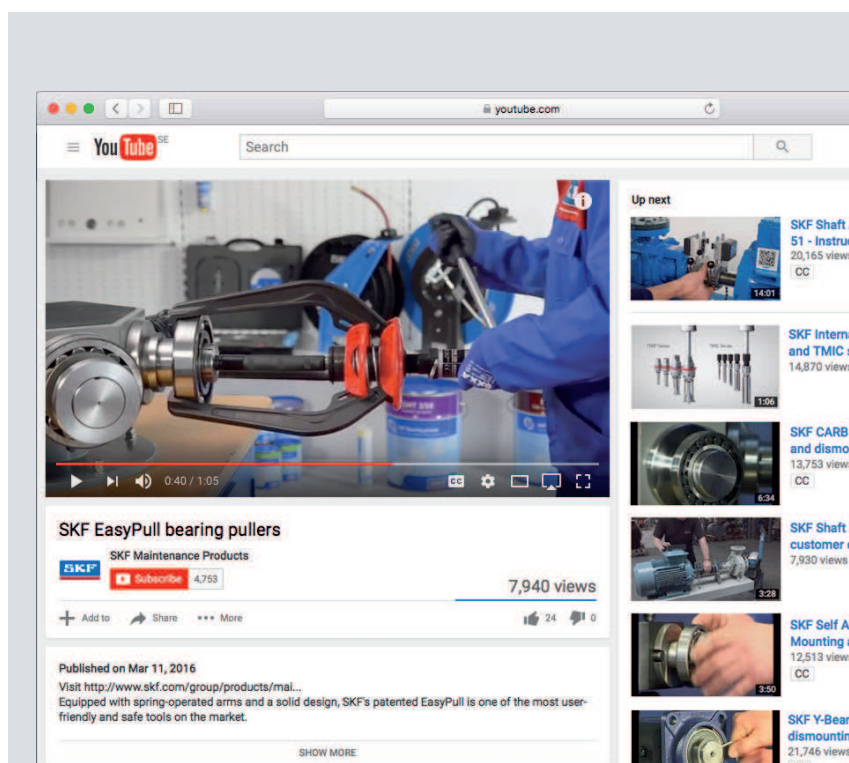 youtube.com
YouTube SE
Search
Up next
SKF Shaft
51 - Instru
20,165 views
CC
14:01
SKF Interna
and TMIC s
14,870 views
1:06
SKF CARB
and dismo
13,753 views
CC
6:34
SKF Shaft
customer
7,930 views
3:28
SKF Self A
Mounting a
12,513 views
CC
3:50
SKF Y-Bear
dismountin
21,746 views
0:40 / 1:05
CC
SKF EasyPull bearing pullers
SKF
SKF Maintenance Products
Subscribe 4,753
7,940 views
Add to Share More
24 0
Published on Mar 11, 2016
Visit http://www.skf.com/group/products/mai...
Equipped with spring-operated arms and a solid design, SKF's patented EasyPull is one of the most user-
friendly and safe tools on the market.
SHOW MORE